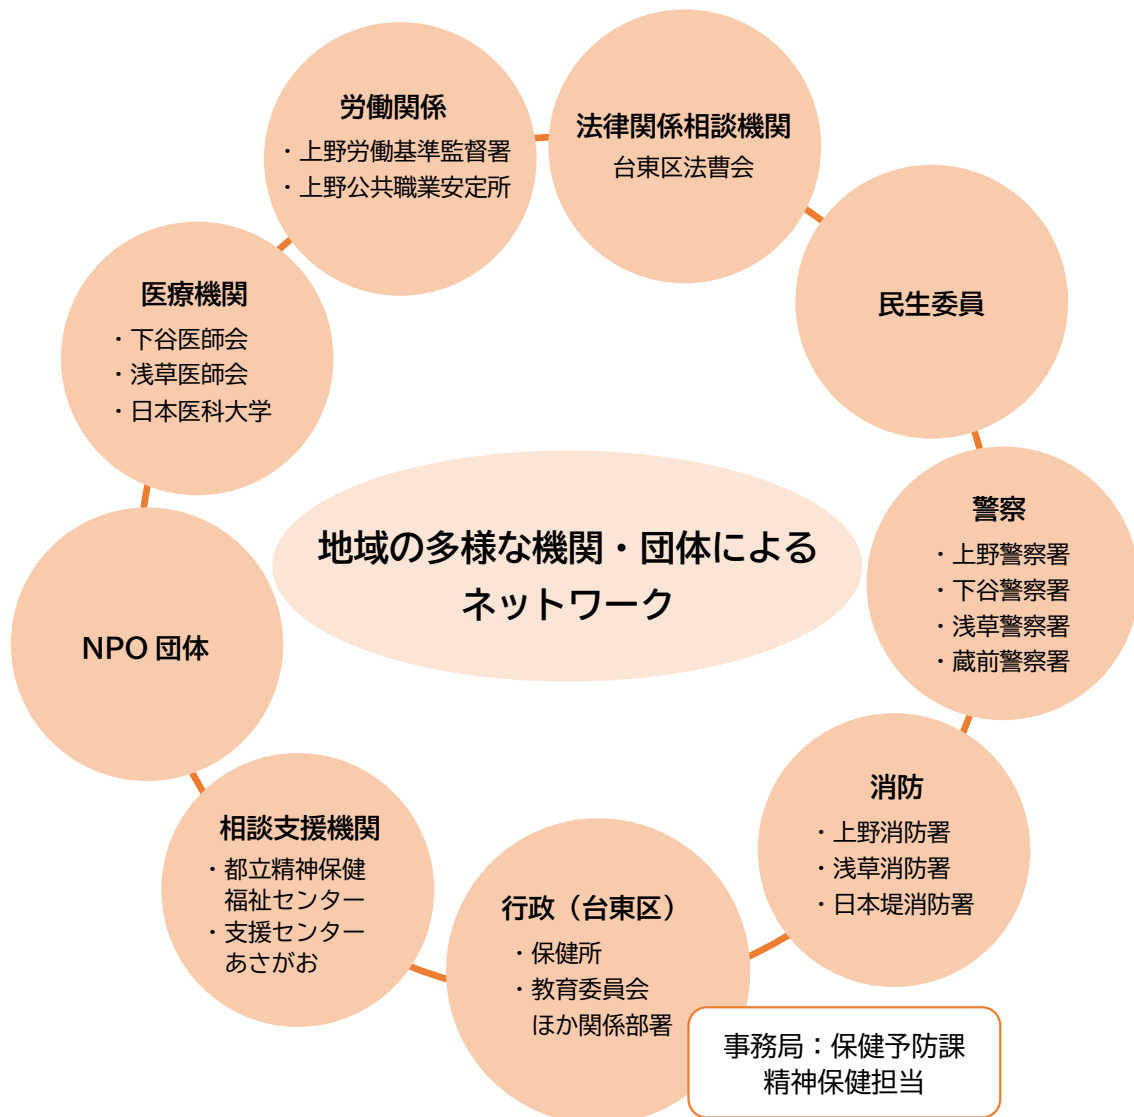 労働関係
・上野労働基準監督署
・上野公共職業安定所
法律関係相談機関
台東区法曹会
民生委員
医療機関
・下谷医師会
・浅草医師会
・日本医科大学
警察
・上野警察署
・下谷警察署
・浅草警察署
・蔵前警察署
地域の多様な機関・団体による
ネットワーク
NPO 団体
消防
・上野消防署
・浅草消防署
・日本堤消防署
相談支援機関
・都立精神保健
福祉センター
・支援センター
あさがお
行政（台東区）
・保健所
・教育委員会
ほか関係部署
事務局：保健予防課
精神保健担当